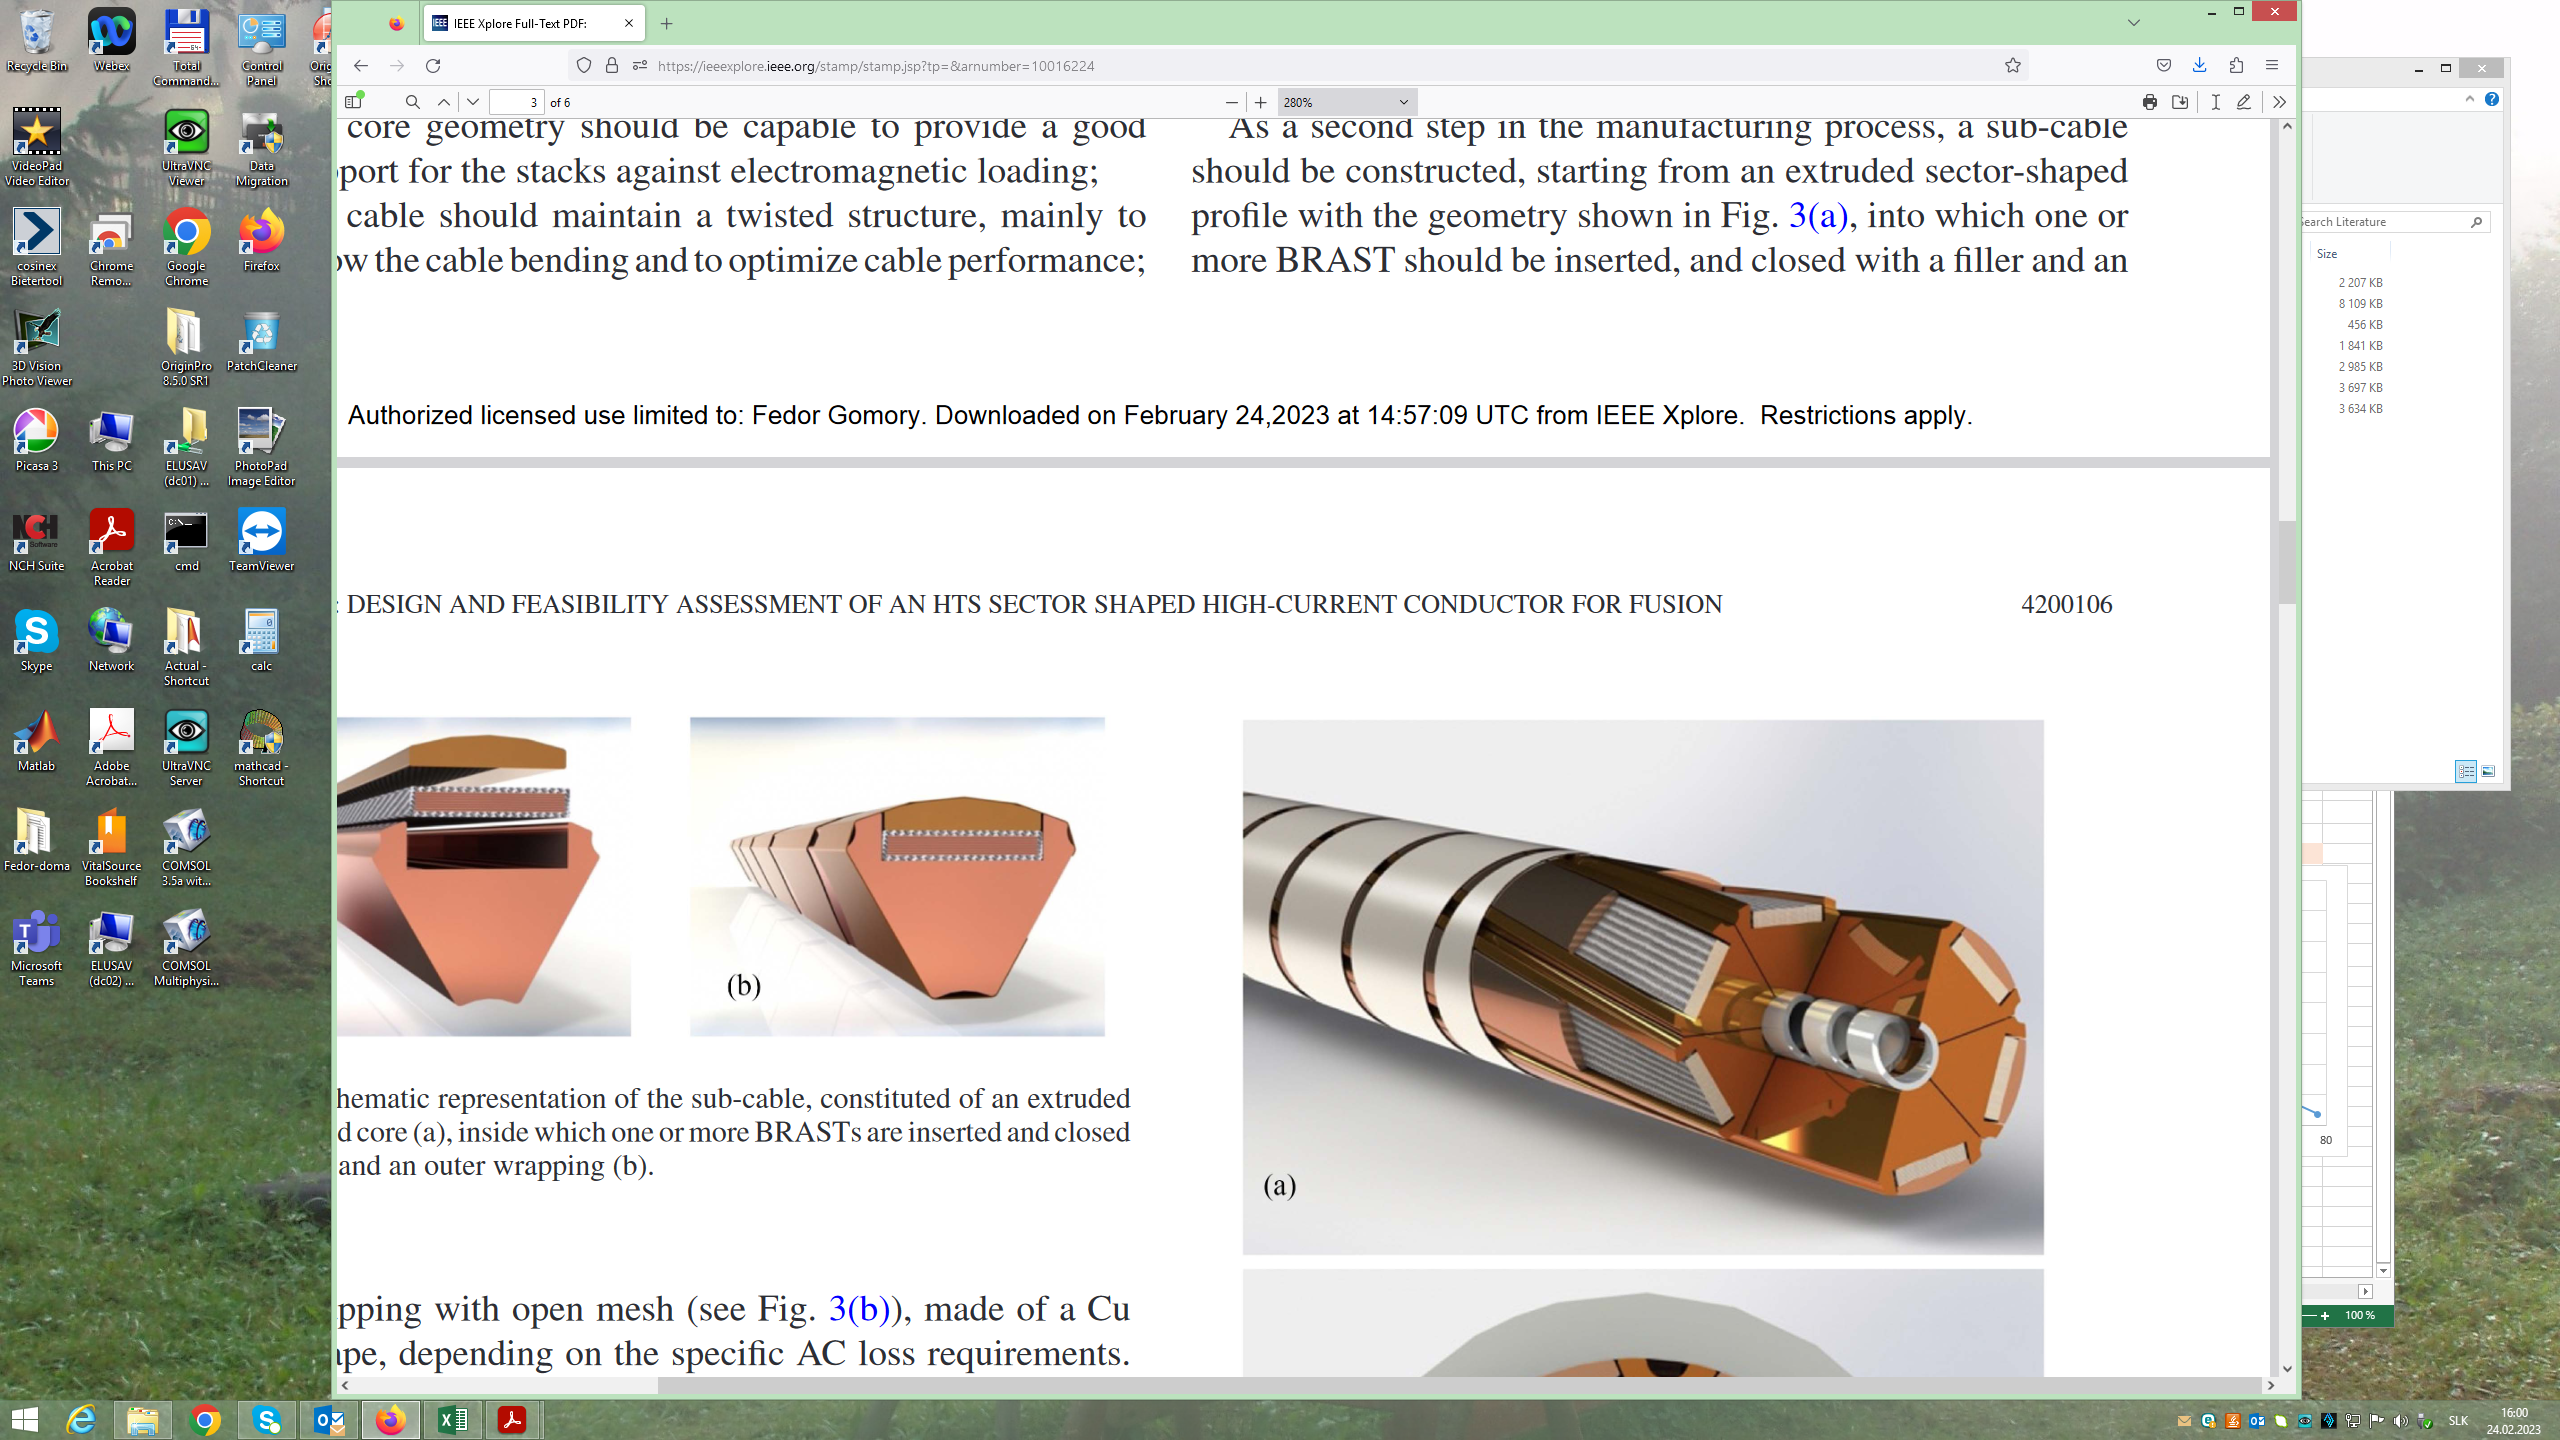 Recycle Bin
Webex
Total Command...
Control Panel
VideoPad Video Editor
UltraVNC Viewer
Data Migration
cosinex Bietertool
Chrome Remo...
Google Chrome
Firefox
3D Vision Photo Viewer
OriginPro 8.5.0 SR1
PatchCleaner
Picasa 3
This PC
ELUSAV (dc01) ...
PhotoPad Image Editor
NCH Suite
Acrobat Reader
cmd
TeamViewer
Skype
Network
Actual - Shortcut
calc
Matlab
Adobe Acrobat...
UltraVNC Server
mathcad - Shortcut
Fedor-doma
VitalSource Bookshelf
COMSOL 3.5a wit...
Microsoft Teams
ELUSAV (dc02) ...
COMSOL Multiphysi...
IEEE Xplore Full-Text PDF:
https://ieeexplore.ieee.org/stamp/stamp.jsp?tp=&arnumber=10016224
3 of 6
280%
core geometry should be capable to provide a good
pport for the stacks against electromagnetic loading;
cable should maintain a twisted structure, mainly to
ow the cable bending and to optimize cable performance;
As a second step in the manufacturing process, a sub-cable
should be constructed, starting from an extruded sector-shaped
profile with the geometry shown in Fig. 3(a), into which one or
more BRAST should be inserted, and closed with a filler and an
Authorized licensed use limited to: Fedor Gomory. Downloaded on February 24,2023 at 14:57:09 UTC from IEEE Xplore.  Restrictions apply.
: DESIGN AND FEASIBILITY ASSESSMENT OF AN HTS SECTOR SHAPED HIGH-CURRENT CONDUCTOR FOR FUSION
4200106
(b)
hematic representation of the sub-cable, constituted of an extruded
d core (a), inside which one or more BRASTs are inserted and closed
and an outer wrapping (b).
pping with open mesh (see Fig. 3(b)), made of a Cu
ape, depending on the specific AC loss requirements.
(a)
Search Literature
Size
2 207 KB
8 109 KB
456 KB
1 841 KB
2 985 KB
3 697 KB
3 634 KB
80
100 %
SLK
16:00
24.02.2023